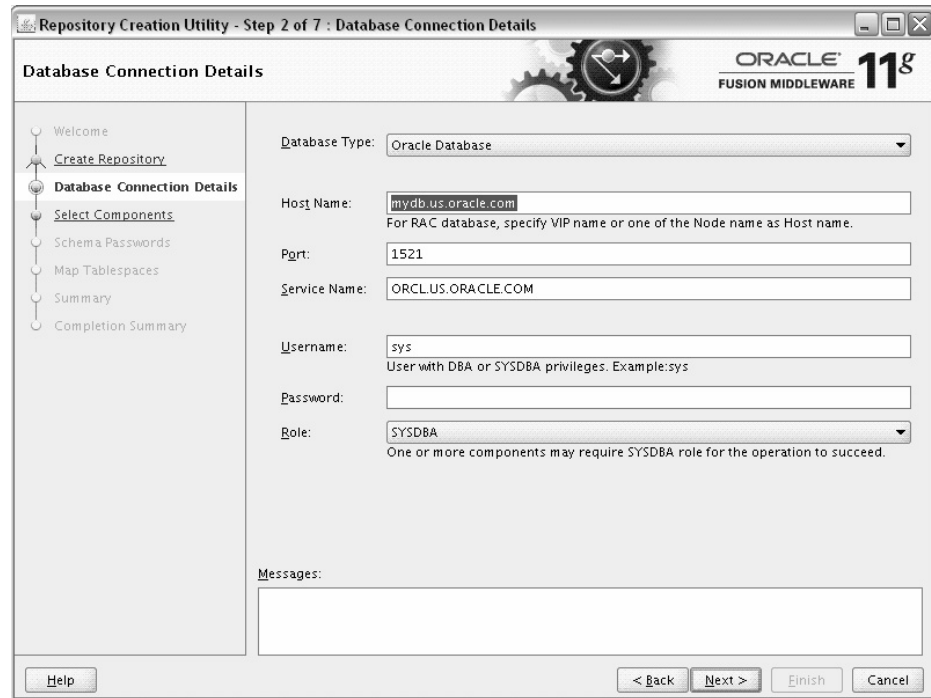 Repository Creation Utility - Step 2 of 7 : Database Connection Details
Database Connection Details
ORACLE
FUSION MIDDLEWARE
11g
Welcome
Create Repository
Database Connection Details
Select Components
Schema Passwords
Map Tablespaces
Summary
Completion Summary
Database Type: Oracle Database
Host Name: mydb.us.oracle.com
For RAC database, specify VIP name or one of the Node name as Host name.
Port: 1521
Service Name: ORCL.US.ORACLE.COM
Username: sys
User with DBA or SYSDBA privileges. Example:sys
Password:
Role: SYSDBA
One or more components may require SYSDBA role for the operation to succeed.
Messages:
Help < Back Next > Finish Cancel